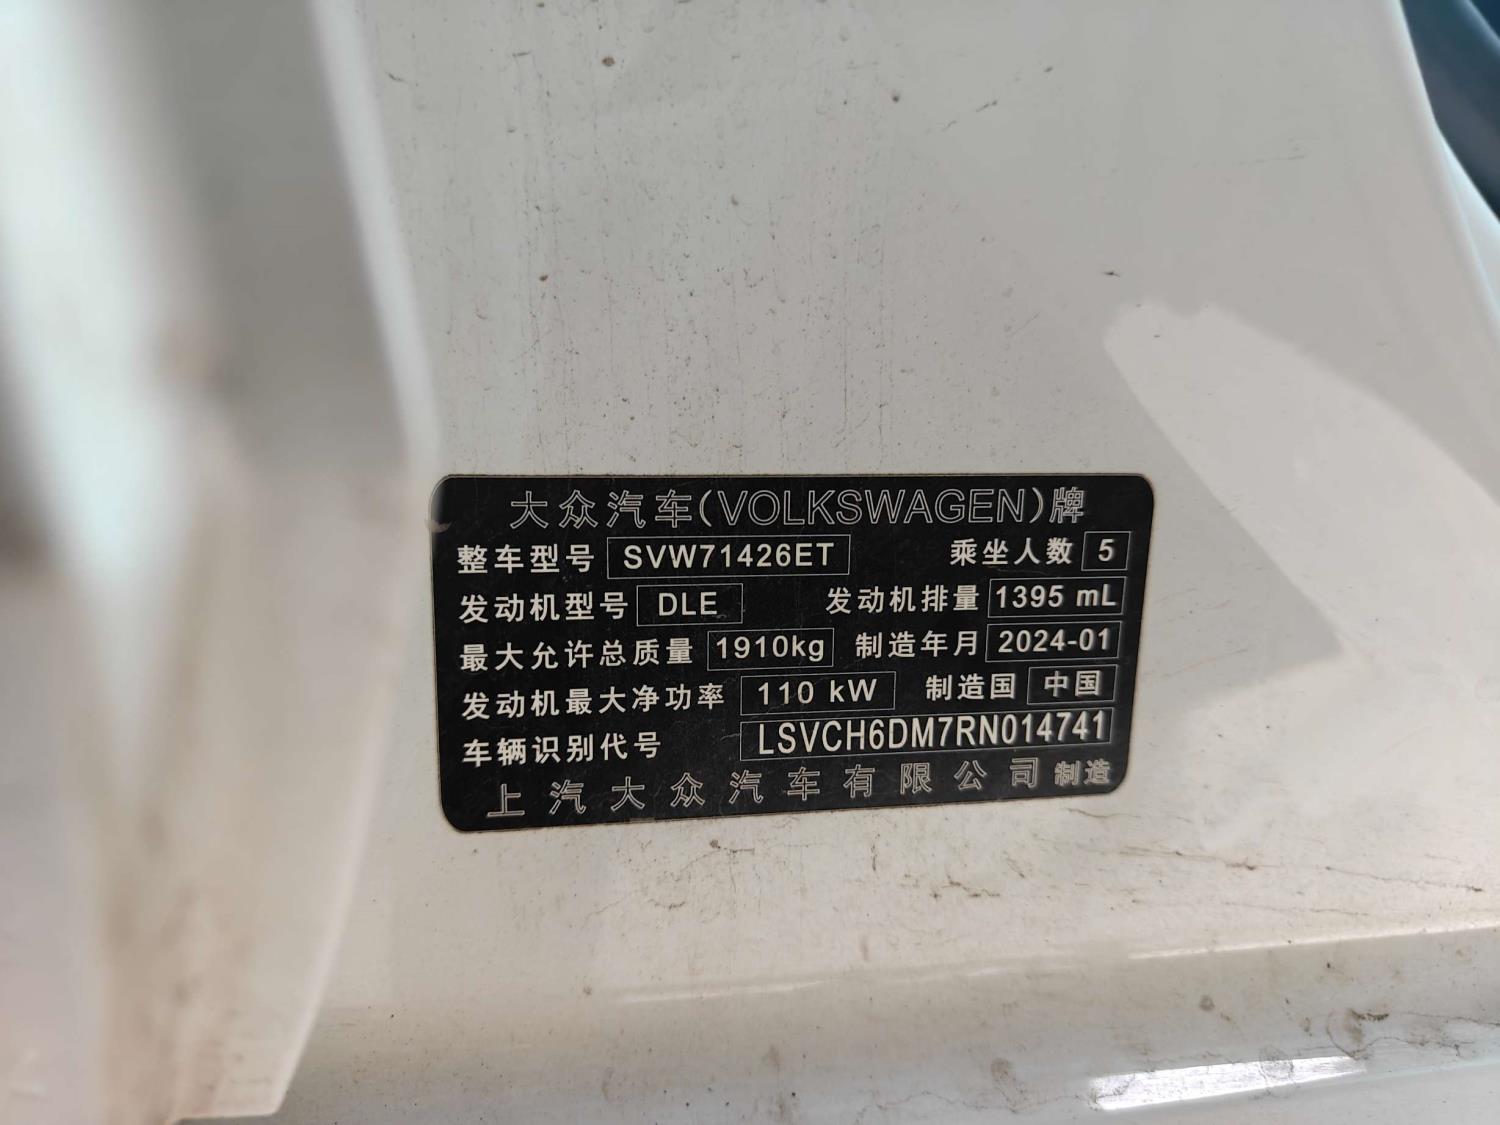 大众汽车(VOLKSWAGEN)牌
整车型号 SVW71426ET 乘坐人数 5
发动机型号 DLE 发动机排量 1395 mL
最大允许总质量 1910kg 制造年月 2024-01
发动机最大净功率 110 kW 制造国 中国
车辆识别代号 LSVCH6DM7RN014741
上汽大众汽车有限公司制造